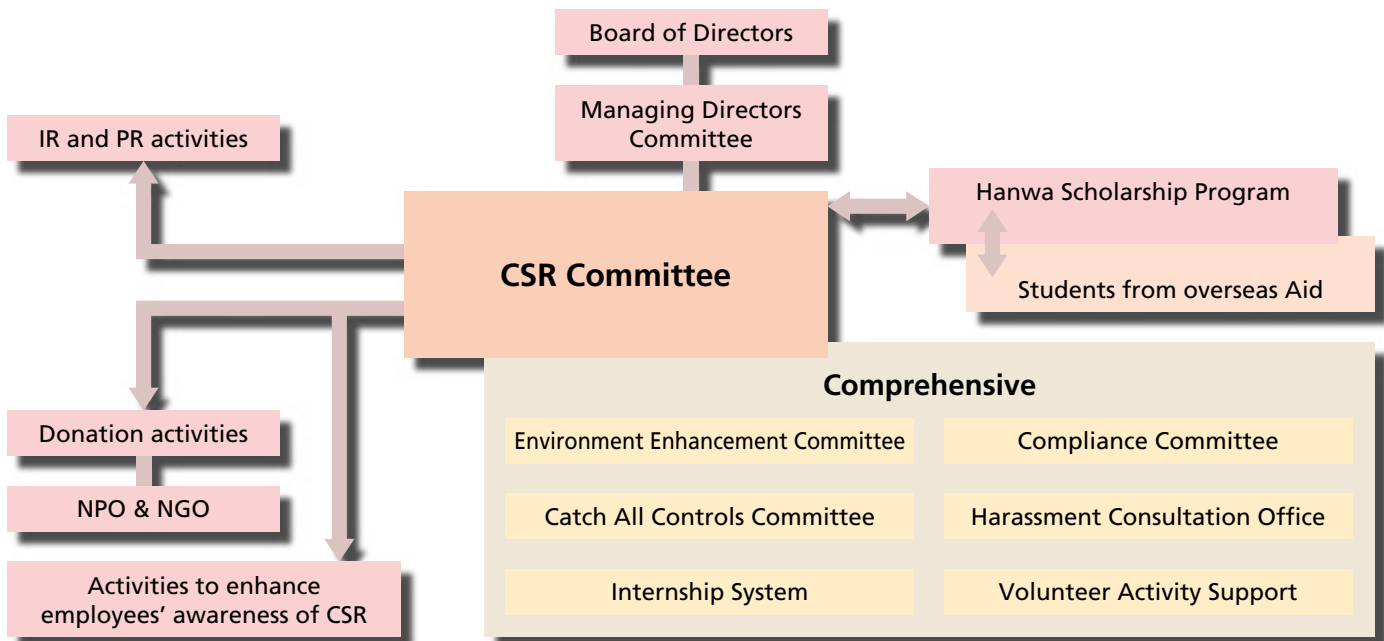 Board of Directors
Managing Directors
Committee
IR and PR activities
Hanwa Scholarship Program
CSR Committee
Students from overseas Aid
Comprehensive
Donation activities
Environment Enhancement Committee
Compliance Committee
NPO & NGO
Catch All Controls Committee
Harassment Consultation Office
Activities to enhance
employees’ awareness of CSR
Internship System
Volunteer Activity Support